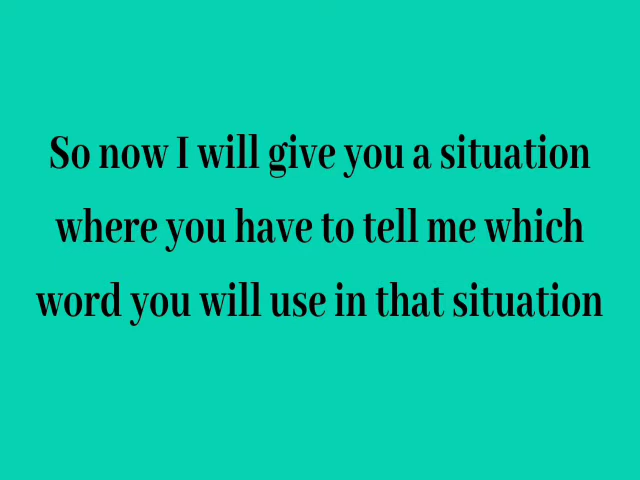 So now I will give you a situation
where you have to tell me which
word you will use in that situation